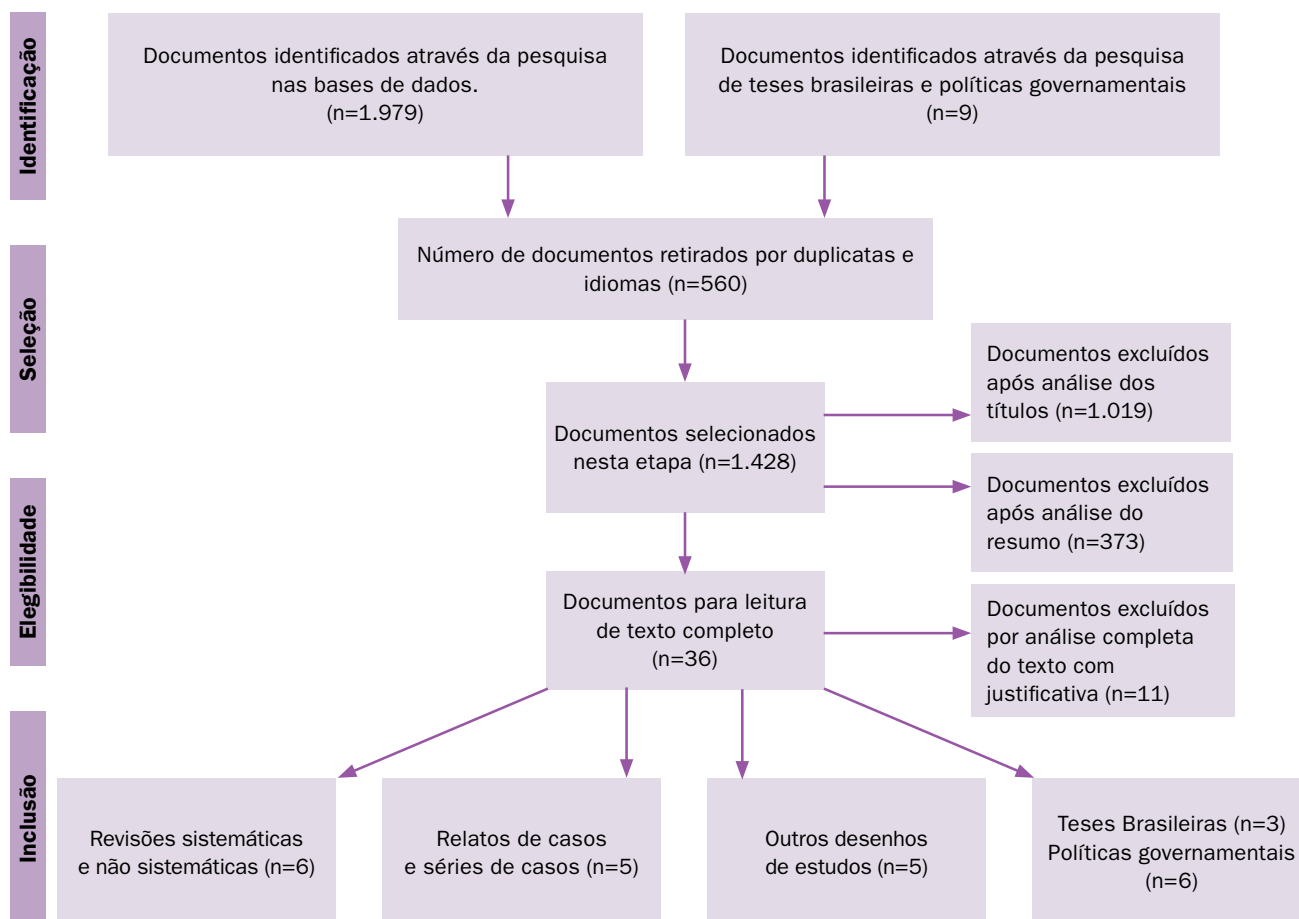 Identificação
Documentos identificados através da pesquisa
nas bases de dados.
(n=1.979)
Documentos identificados através da pesquisa
de teses brasileiras e políticas governamentais
(n=9)
Seleção
Número de documentos retirados por duplicatas e
idiomas (n=560)
Documentos selecionados
nesta etapa (n=1.428)
Documentos excluídos
após análise dos
títulos (n=1.019)
Elegibilidade
Documentos excluídos
após análise do
resumo (n=373)
Documentos para leitura
de texto completo
(n=36)
Documentos excluídos
por análise completa
do texto com
justificativa (n=11)
Inclusão
Revisões sistemáticas
e não sistemáticas (n=6)
Relatos de casos
e séries de casos (n=5)
Outros desenhos
de estudos (n=5)
Teses Brasileiras (n=3)
Políticas governamentais
(n=6)